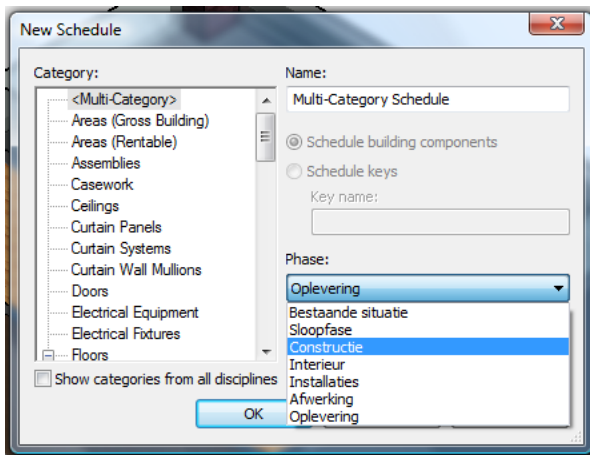 New Schedule
Category:
<Multi-Category>
Areas (Gross Building)
Areas (Rentable)
Assemblies
Casework
Ceilings
Curtain Panels
Curtain Systems
Curtain Wall Mullions
Doors
Electrical Equipment
Electrical Fixtures
Floors
Show categories from all disciplines
Name:
Multi-Category Schedule
Schedule building components
Schedule keys
Key name:
Phase:
Oplevering
Bestaande situatie
Sloopfase
Constructie
Interieur
Installaties
Afwerking
Oplevering
OK